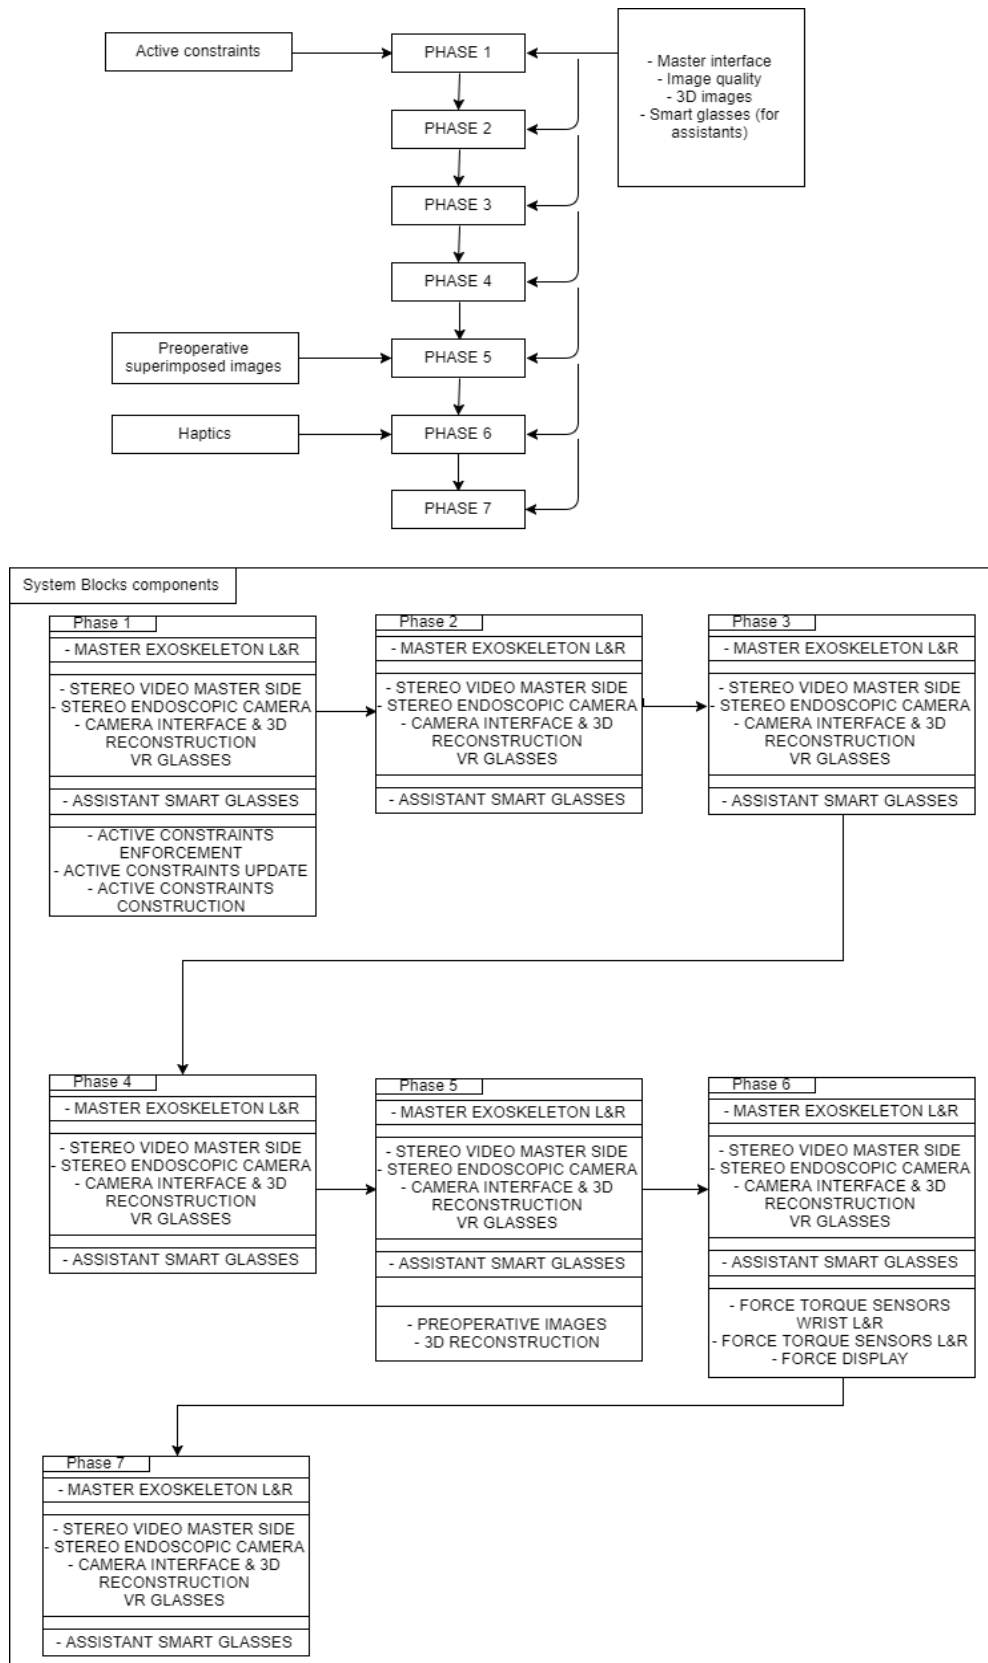 Active constraints
PHASE 1
- Master interface
- Image quality
- 3D images
- Smart glasses (for
assistants)
PHASE 2
PHASE 3
PHASE 4
Preoperative
superimposed images
PHASE 5
Haptics
PHASE 6
PHASE 7
System Blocks components
Phase 1
- MASTER EXOSKELETON L&R
- STEREO VIDEO MASTER SIDE
- STEREO ENDOSCOPIC CAMERA
- CAMERA INTERFACE & 3D
RECONSTRUCTION
VR GLASSES
- ASSISTANT SMART GLASSES
- ACTIVE CONSTRAINTS
ENFORCEMENT
- ACTIVE CONSTRAINTS UPDATE
- ACTIVE CONSTRAINTS
CONSTRUCTION
Phase 2
- MASTER EXOSKELETON L&R
- STEREO VIDEO MASTER SIDE
- STEREO ENDOSCOPIC CAMERA
- CAMERA INTERFACE & 3D
RECONSTRUCTION
VR GLASSES
- ASSISTANT SMART GLASSES
Phase 3
- MASTER EXOSKELETON L&R
- STEREO VIDEO MASTER SIDE
- STEREO ENDOSCOPIC CAMERA
- CAMERA INTERFACE & 3D
RECONSTRUCTION
VR GLASSES
- ASSISTANT SMART GLASSES
Phase 4
- MASTER EXOSKELETON L&R
- STEREO VIDEO MASTER SIDE
- STEREO ENDOSCOPIC CAMERA
- CAMERA INTERFACE & 3D
RECONSTRUCTION
VR GLASSES
- ASSISTANT SMART GLASSES
Phase 5
- MASTER EXOSKELETON L&R
- STEREO VIDEO MASTER SIDE
- STEREO ENDOSCOPIC CAMERA
- CAMERA INTERFACE & 3D
RECONSTRUCTION
VR GLASSES
- ASSISTANT SMART GLASSES
- PREOPERATIVE IMAGES
- 3D RECONSTRUCTION
Phase 6
- MASTER EXOSKELETON L&R
- STEREO VIDEO MASTER SIDE
- STEREO ENDOSCOPIC CAMERA
- CAMERA INTERFACE & 3D
RECONSTRUCTION
VR GLASSES
- ASSISTANT SMART GLASSES
- FORCE TORQUE SENSORS
WRIST L&R
- FORCE TORQUE SENSORS L&R
- FORCE DISPLAY
Phase 7
- MASTER EXOSKELETON L&R
- STEREO VIDEO MASTER SIDE
- STEREO ENDOSCOPIC CAMERA
- CAMERA INTERFACE & 3D
RECONSTRUCTION
VR GLASSES
- ASSISTANT SMART GLASSES